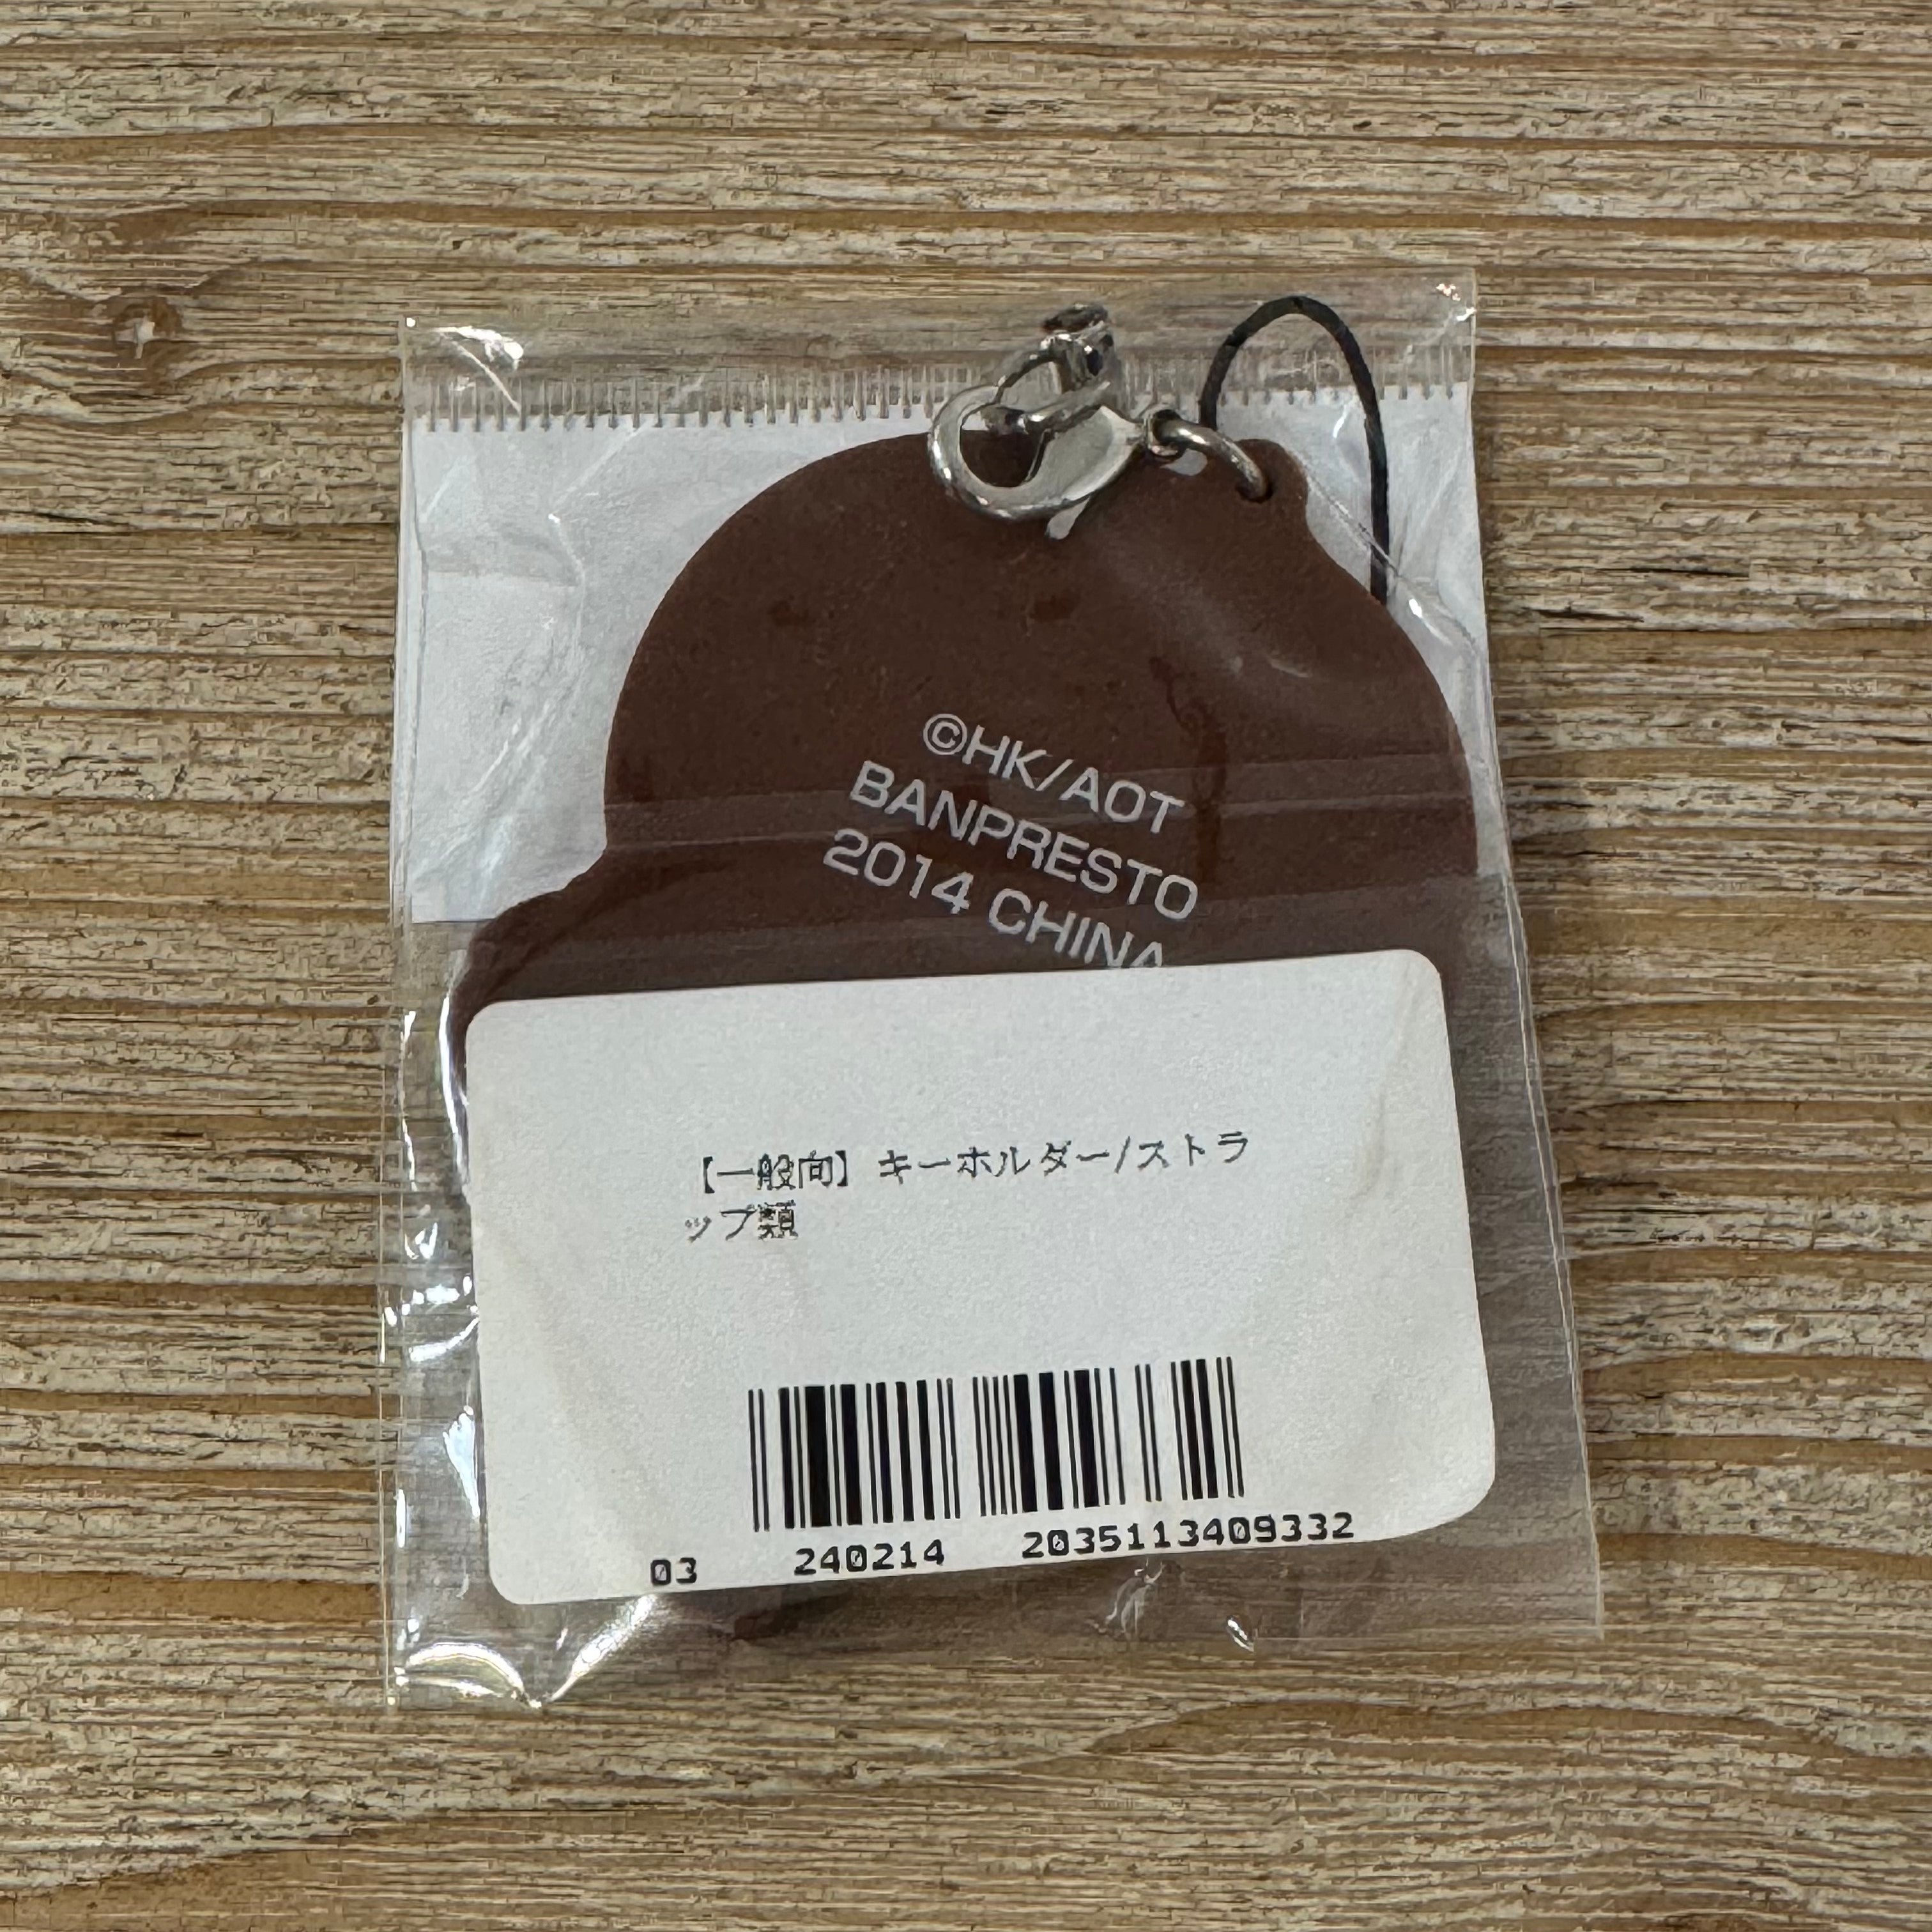 ©HK/AOT
BANPRESTO
2014 CHINA
【一般向】キーホルダー/ストラ
ップ類
03 240214 2035113409332